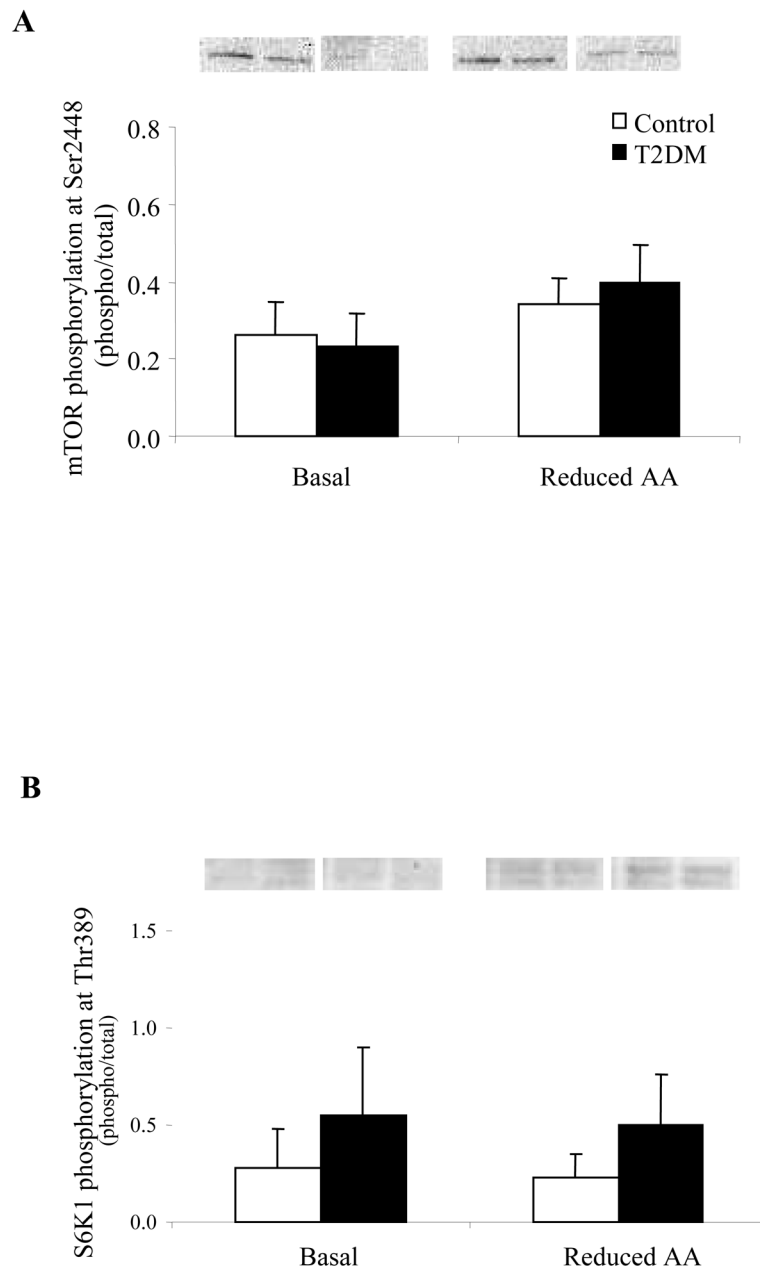 A
mTOR phosphorylation at Ser2448
(phospho/total)
0.8
0.6
0.4
0.2
0.0
Control
T2DM
Basal
Reduced AA
B
S6K1 phosphorylation at Thr389
(phospho/total)
1.5
1.0
0.5
0.0
Basal
Reduced AA